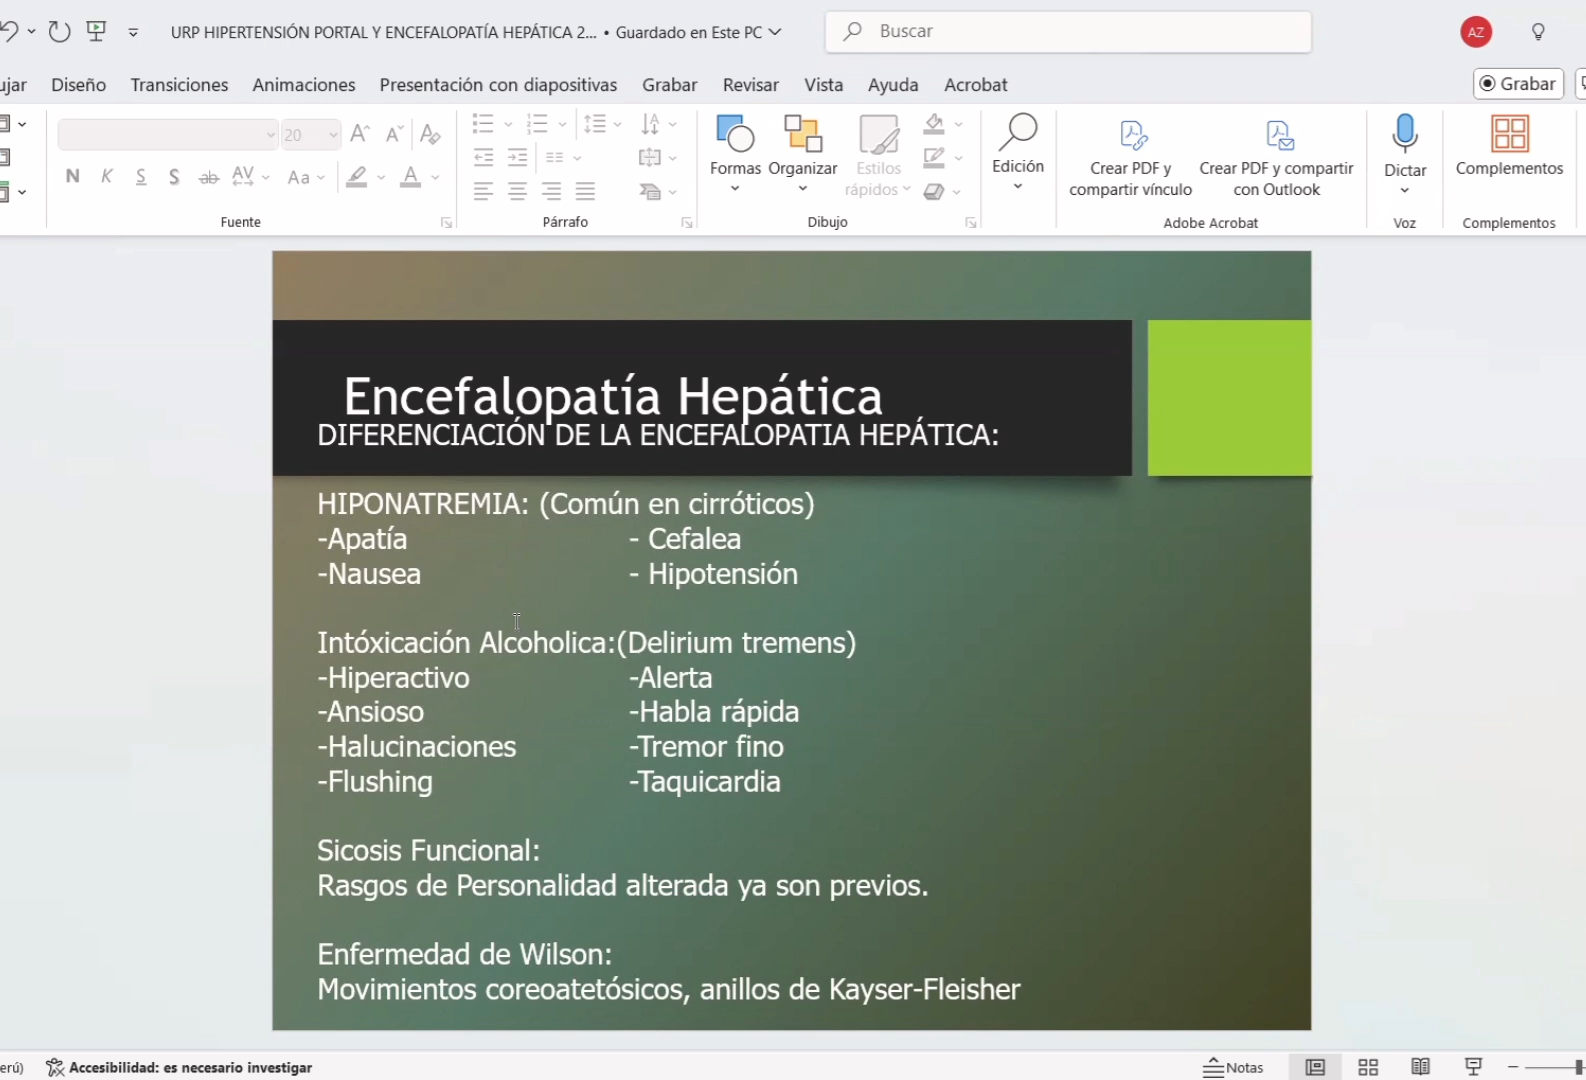 URP HIPERTENSIÓN PORTAL Y ENCEFALOPATÍA HEPÁTICA 2... • Guardado en Este PC
Buscar
AZ
ujar Diseño Transiciones Animaciones Presentación con diapositivas Grabar Revisar Vista Ayuda Acrobat
Grabar
20
N K S S ab AV Aa A
Formas Organizar Estilos rápidos
Edición
Crear PDF y compartir vínculo
Crear PDF y compartir con Outlook
Dictar
Complementos
Fuente Párrafo Dibujo Adobe Acrobat Voz Complementos
Encefalopatía Hepática
DIFERENCIACIÓN DE LA ENCEFALOPATIA HEPÁTICA:
HIPONATREMIA: (Común en cirróticos)
-Apatía - Cefalea
-Nausea - Hipotensión
Intóxicación Alcoholica:(Delirium tremens)
-Hiperactivo -Alerta
-Ansioso -Habla rápida
-Halucinaciones -Tremor fino
-Flushing -Taquicardia
Sicosis Funcional:
Rasgos de Personalidad alterada ya son previos.
Enfermedad de Wilson:
Movimientos coreoatetósicos, anillos de Kayser-Fleisher
erú) Accesibilidad: es necesario investigar Notas